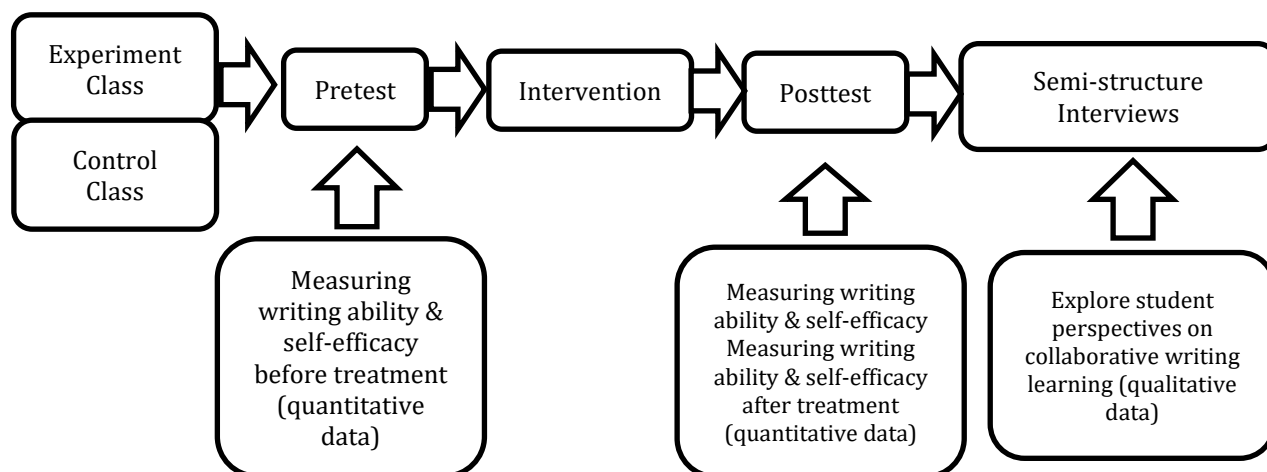 Experiment
Class
Control
Class
Pretest
Intervention
Posttest
Semi-structure
Interviews
Measuring
writing ability &
self-efficacy
before treatment
(quantitative
data)
Measuring writing
ability & self-efficacy
Measuring writing
ability & self-efficacy
after treatment
(quantitative data)
Explore student
perspectives on
collaborative writing
learning (qualitative
data)